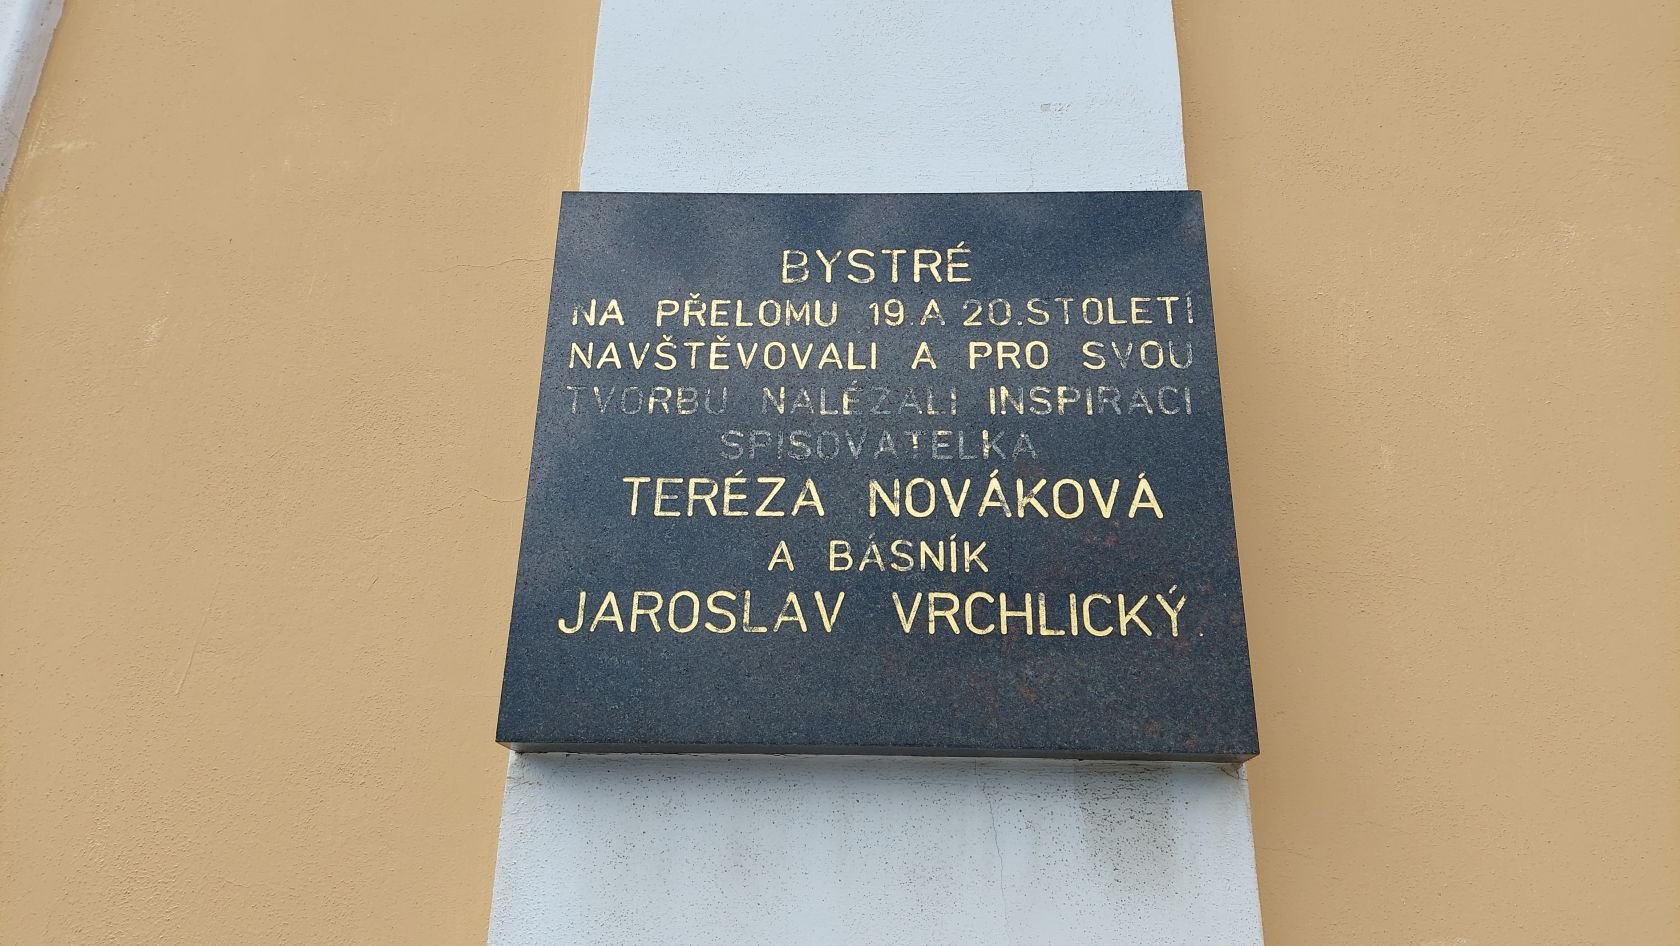 BYSTRÉ
NA PŘELOMU 19. A 20. STOLETÍ
NAVŠTĚVOVALI A PRO SVOU
TVORBU NALÉZALI INSPIRACI
SPISOVATELKA
TERÉZA NOVÁKOVÁ
A BÁSNÍK
JAROSLAV VRCHLICKÝ.